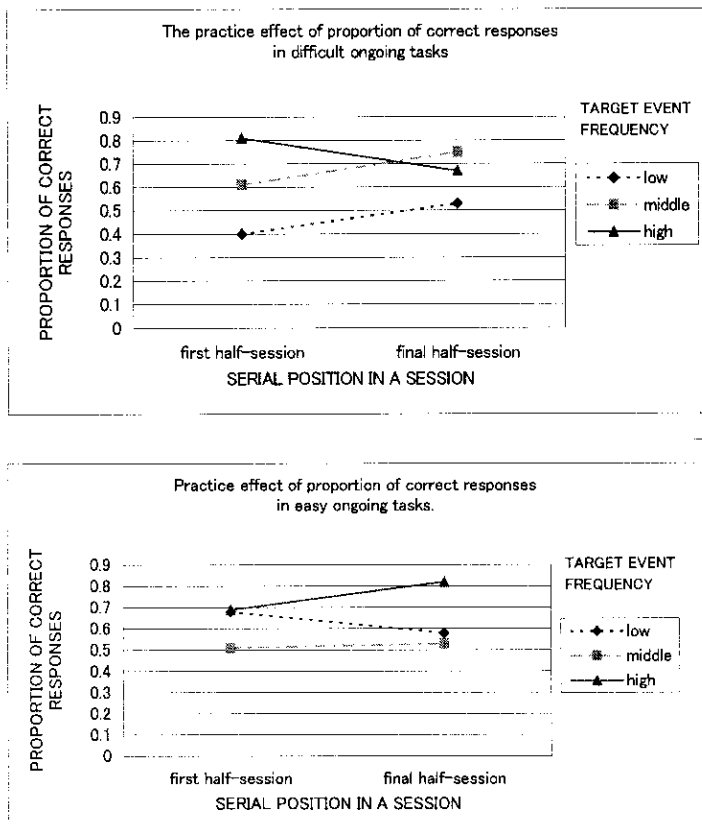 The practice effect of proportion of correct responses
in difficult ongoing tasks
PROPORTION OF CORRECT
RESPONSES
0.9
0.8
0.7
0.6
0.5
0.4
0.3
0.2
0.1
0
first half-session
final half-session
SERIAL POSITION IN A SESSION
TARGET EVENT
FREQUENCY
low
middle
high
Practice effect of proportion of correct responses
in easy ongoing tasks.
PROPORTION OF CORRECT
RESPONSES
0.9
0.8
0.7
0.6
0.5
0.4
0.3
0.2
0.1
0
first half-session
final half-session
SERIAL POSITION IN A SESSION
TARGET EVENT
FREQUENCY
low
middle
high